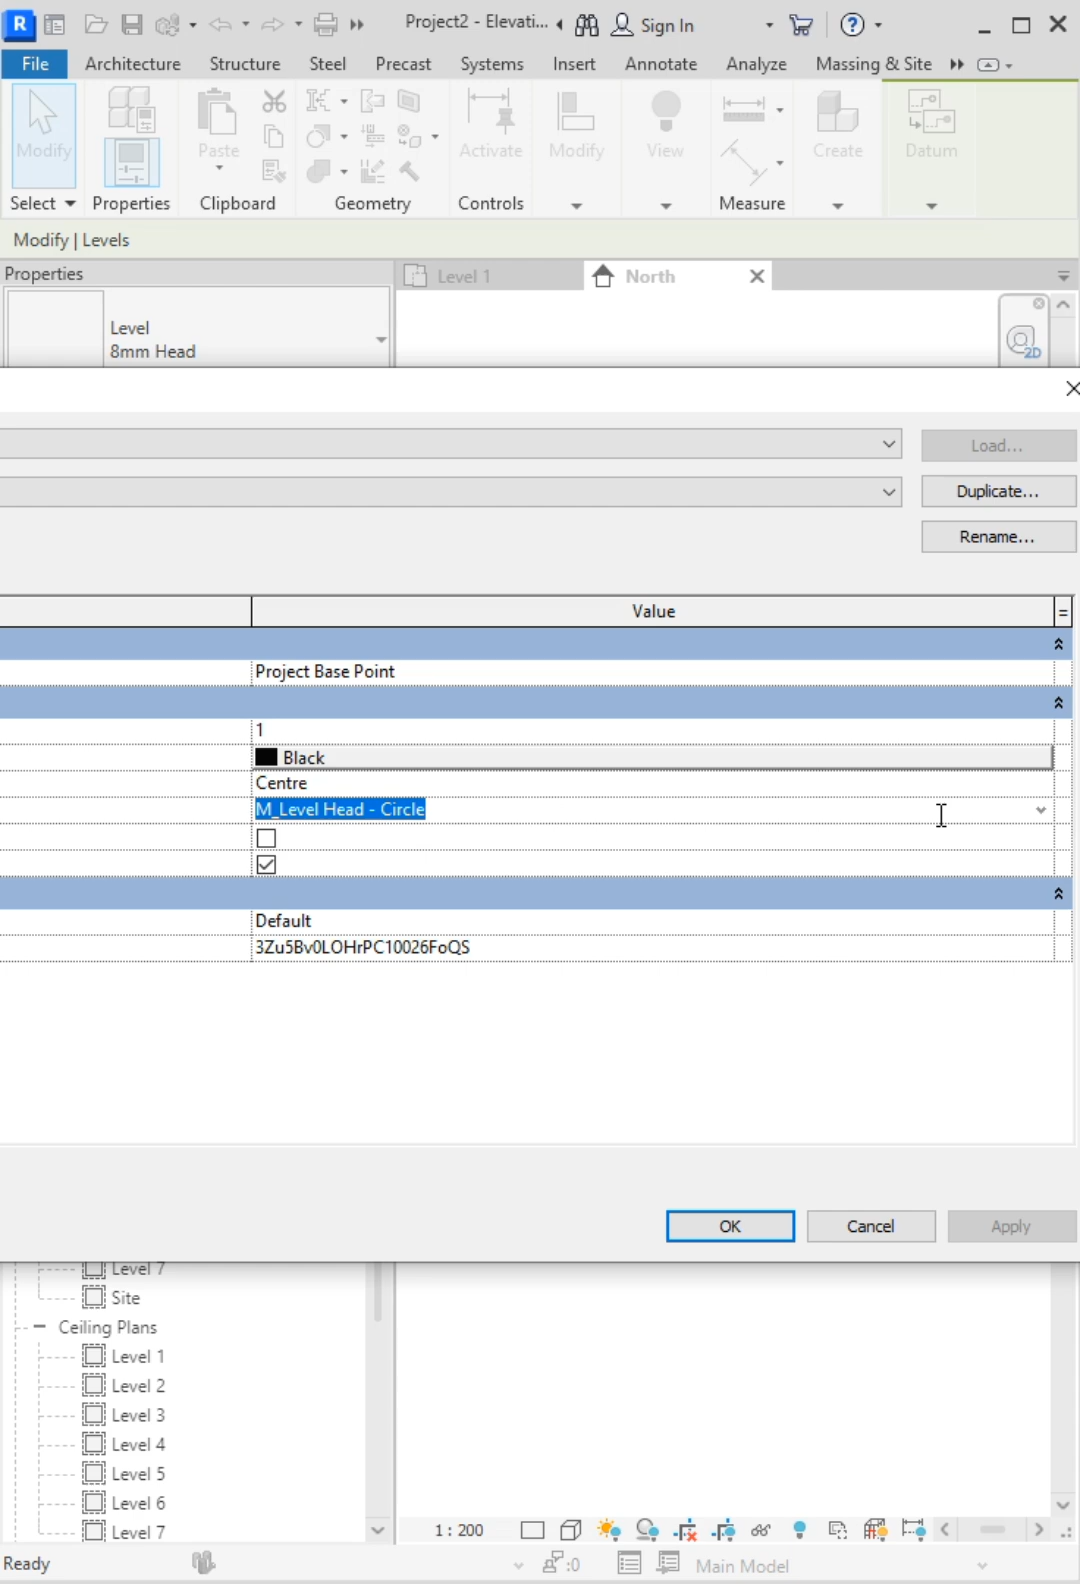 R
Project2 - Elevati...
Sign In
?
File Architecture Structure Steel Precast Systems Insert Annotate Analyze Massing & Site
Modify Paste Activate Modify View Create Datum
Select Properties Clipboard Geometry Controls Measure
Modify | Levels
Properties
Level 1
North
Level
8mm Head
2D
Load...
Duplicate...
Rename...
Value
=
Project Base Point
1
Black
Centre
M_Level Head - Circle
Default
3Zu5Bv0LOHrPC10026FoQS
OK Cancel Apply
Level 7
Site
Ceiling Plans
Level 1
Level 2
Level 3
Level 4
Level 5
Level 6
Level 7
1 : 200
Ready
:0
Main Model